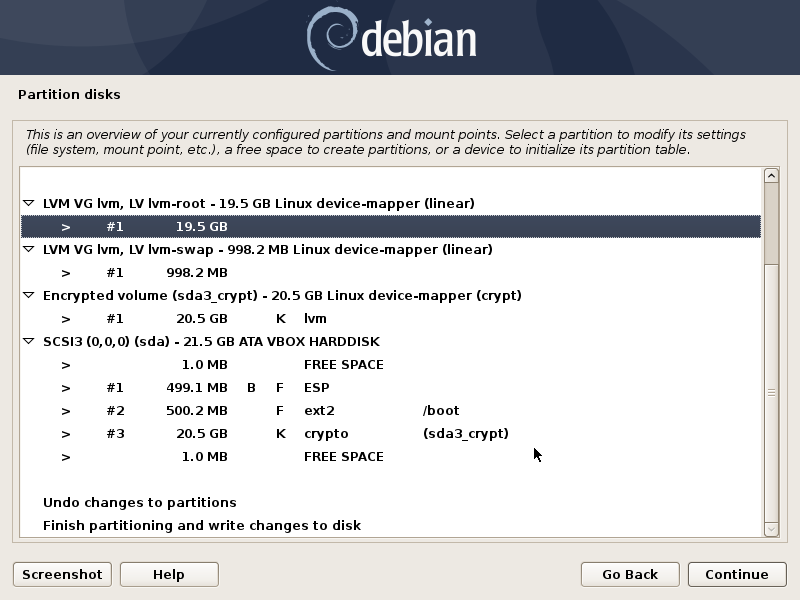 debian
Partition disks
This is an overview of your currently configured partitions and mount points. Select a partition to modify its settings
(file system, mount point, etc.), a free space to create partitions, or a device to initialize its partition table.
LVM VG lvm, LV lvm-root - 19.5 GB Linux device-mapper (linear)
> #1 19.5 GB
LVM VG lvm, LV lvm-swap - 998.2 MB Linux device-mapper (linear)
> #1 998.2 MB
Encrypted volume (sda3_crypt) - 20.5 GB Linux device-mapper (crypt)
> #1 20.5 GB K lvm
SCSI3 (0,0,0) (sda) - 21.5 GB ATA VBOX HARDDISK
> 1.0 MB FREE SPACE
> #1 499.1 MB B F ESP
> #2 500.2 MB F ext2 /boot
> #3 20.5 GB K crypto (sda3_crypt)
> 1.0 MB FREE SPACE
Undo changes to partitions
Finish partitioning and write changes to disk
Screenshot Help Go Back Continue